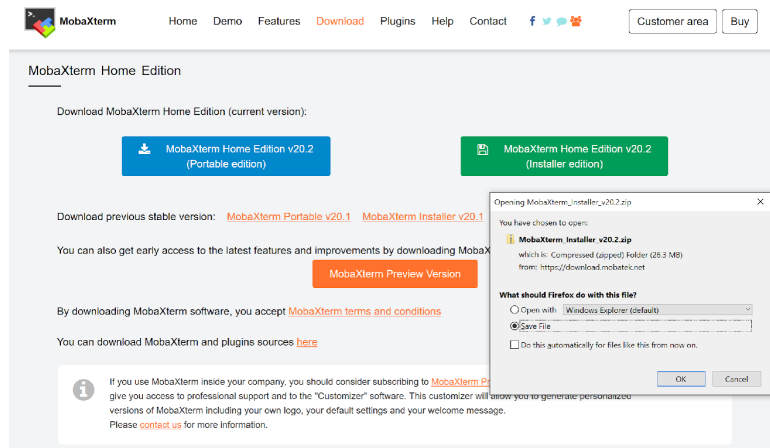 MobaXterm
Home Demo Features Download Plugins Help Contact
Customer area Buy
MobaXterm Home Edition
Download MobaXterm Home Edition (current version):
MobaXterm Home Edition v20.2
(Portable edition)
MobaXterm Home Edition v20.2
(Installer edition)
Download previous stable version: MobaXterm Portable v20.1 MobaXterm Installer v20.1
You can also get early access to the latest features and improvements by downloading MobaX
MobaXterm Preview Version
By downloading MobaXterm software, you accept MobaXterm terms and conditions
You can download MobaXterm and plugins sources here
If you use MobaXterm inside your company, you should consider subscribing to MobaXterm Pr
give you access to professional support and to the "Customizer" software. This customizer will allow you to generate personalized
versions of MobaXterm including your own logo, your default settings and your welcome message.
Please contact us for more information.
Opening MobaXterm_Installer_v20.2.zip
You have chosen to open:
MobaXterm_Installer_v20.2.zip
which is: Compressed (zipped) Folder (26.3 MB)
from: https://download.mobatek.net
What should Firefox do with this file?
Open with Windows Explorer (default)
Save File
Do this automatically for files like this from now on.
OK Cancel